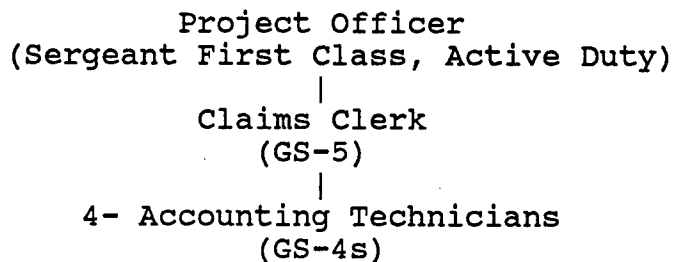 Project Officer
(Sergeant First Class, Active Duty)
Claims Clerk
(GS-5)
4- Accounting Technicians
(GS-4s)